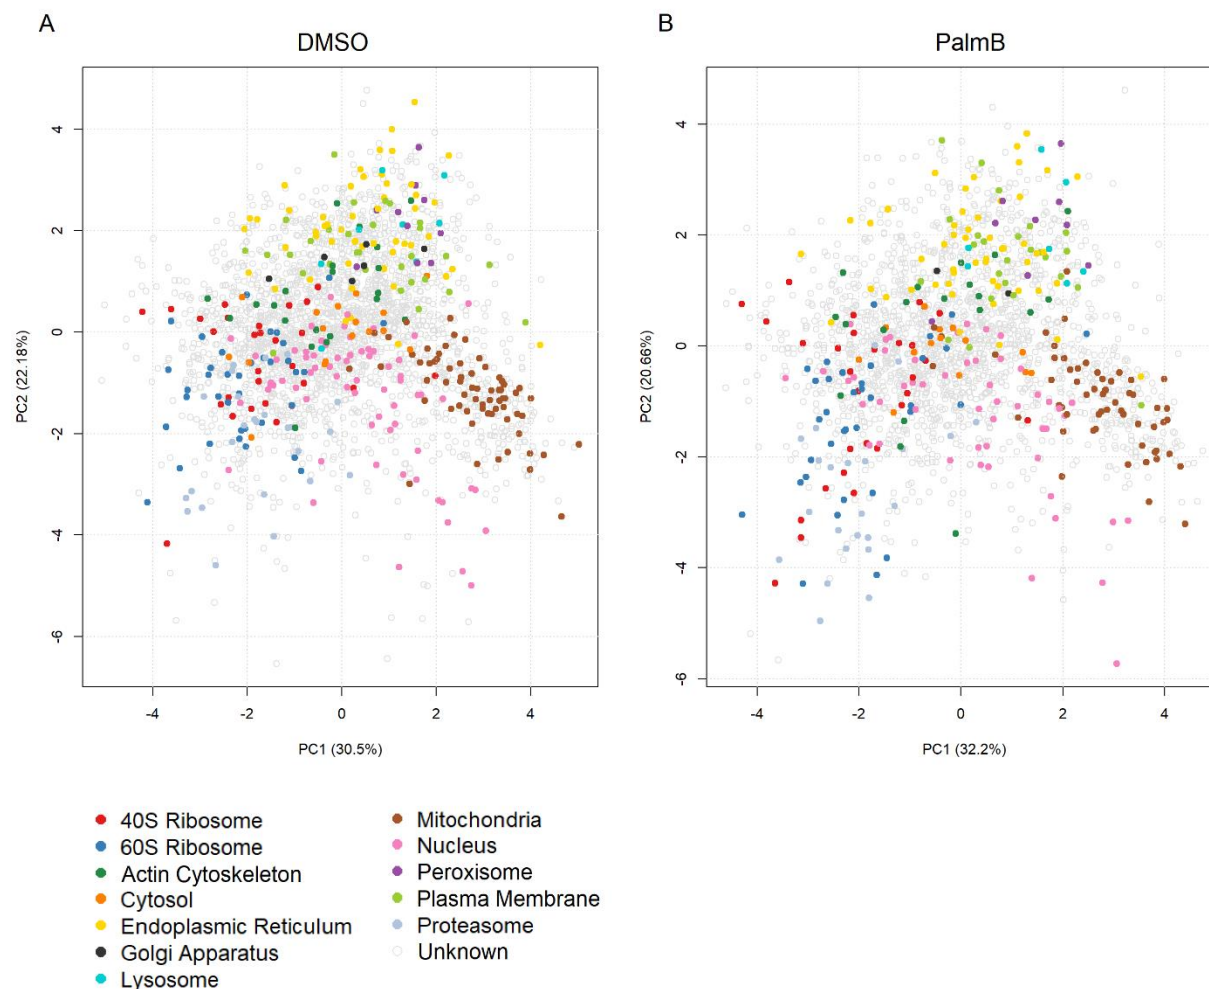 A
B
DMSO
PalmB
PC2 (22.18%)
4
2
0
-2
-4
-6
-4
-2
0
2
4
PC1 (30.5%)
PC2 (20.66%)
4
2
0
-2
-4
-6
-4
-2
0
2
4
PC1 (32.2%)
40S Ribosome
60S Ribosome
Actin Cytoskeleton
Cytosol
Endoplasmic Reticulum
Golgi Apparatus
Lysosome
Mitochondria
Nucleus
Peroxisome
Plasma Membrane
Proteasome
Unknown